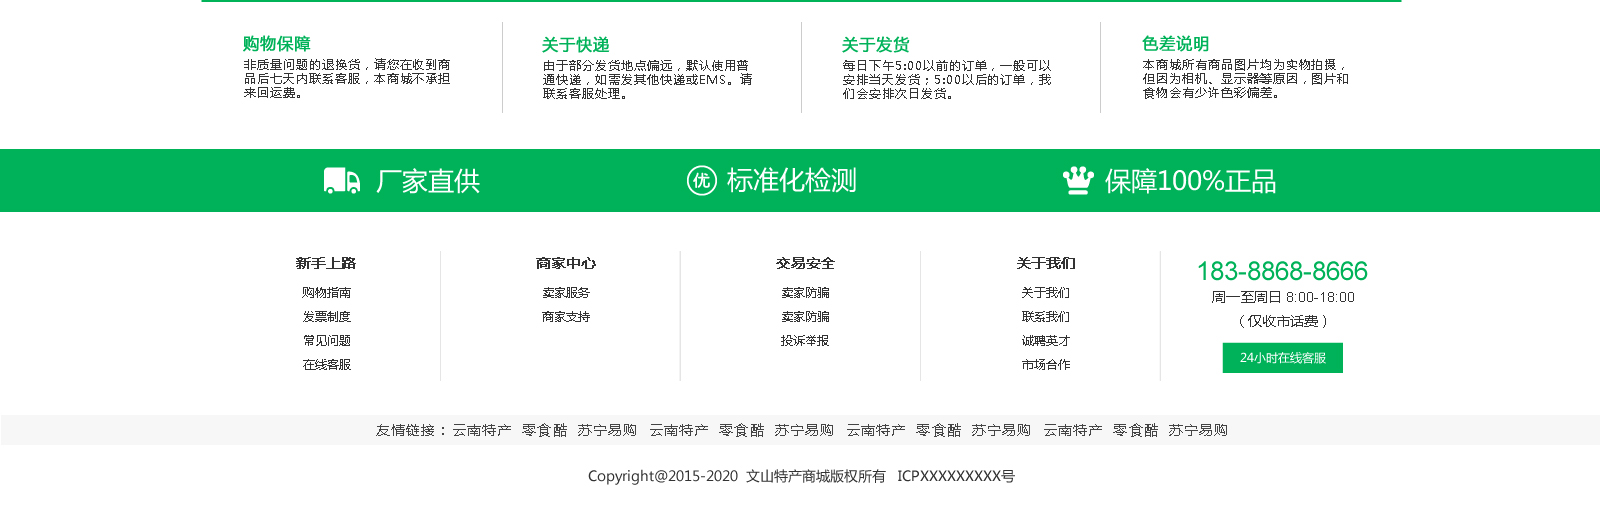 购物保障
非质量问题的退换货，请您在收到商
品后七天内联系客服，本商城不承担
来回运费。
关于快递
由于部分发货地点偏远，默认使用普
通快递，如需发其他快递或EMS。请
联系客服处理。
关于发货
每日下午5:00以前的订单，一般可以
安排当天发货；5:00以后的订单，我
们会安排次日发货。
色差说明
本商城所有商品图片均为实物拍摄，
但因为相机、显示器等原因，图片和
食物会有少许色彩偏差。
厂家直供
优 标准化检测
保障100%正品
新手上路
购物指南
发票制度
常见问题
在线客服
商家中心
卖家服务
商家支持
交易安全
卖家防骗
卖家防骗
投诉举报
关于我们
关于我们
联系我们
诚聘英才
市场合作
183-8868-8666
周一至周日 8:00-18:00
（仅收市话费）
24小时在线客服
友情链接：云南特产 零食酷 苏宁易购 云南特产 零食酷 苏宁易购 云南特产 零食酷 苏宁易购 云南特产 零食酷 苏宁易购
Copyright@2015-2020 文山特产商城版权所有 ICPXXXXXXXXX号